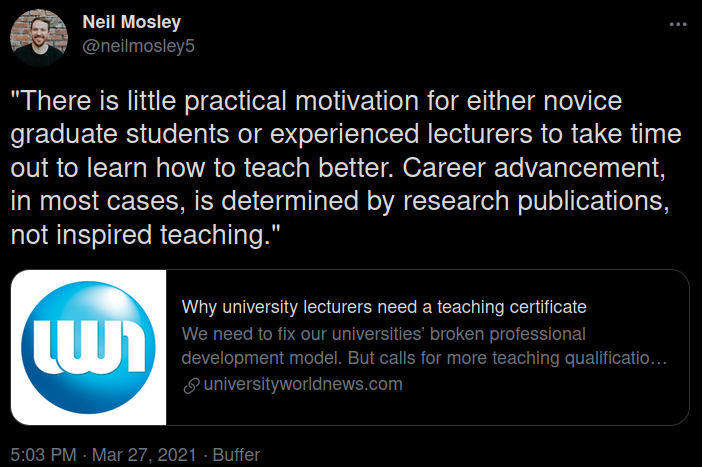 Neil Mosley
@neilmosley5
"There is little practical motivation for either novice
graduate students or experienced lecturers to take time
out to learn how to teach better. Career advancement,
in most cases, is determined by research publications,
not inspired teaching."
uwn
Why university lecturers need a teaching certificate
We need to fix our universities’ broken professional
development model. But calls for more teaching qualificatio…
universityworldnews.com
5:03 PM · Mar 27, 2021 · Buffer